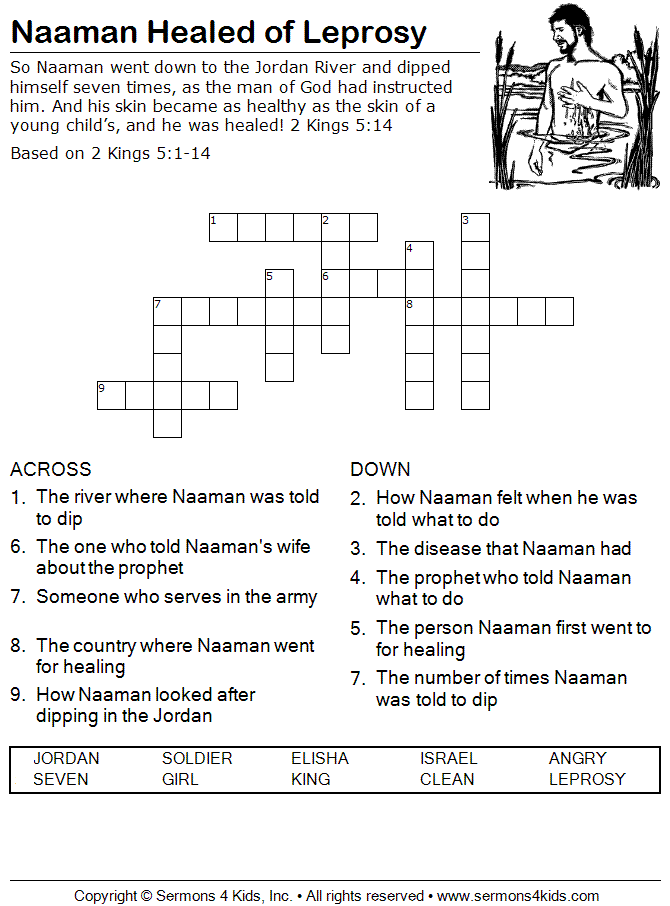 Naaman Healed of Leprosy
So Naaman went down to the Jordan River and dipped
himself seven times, as the man of God had instructed
him. And his skin became as healthy as the skin of a
young child’s, and he was healed! 2 Kings 5:14
Based on 2 Kings 5:1-14
1 2 3
4
5 6
7 8
9
ACROSS
1. The river where Naaman was told
to dip
6. The one who told Naaman's wife
about the prophet
7. Someone who serves in the army
8. The country where Naaman went
for healing
9. How Naaman looked after
dipping in the Jordan
DOWN
2. How Naaman felt when he was
told what to do
3. The disease that Naaman had
4. The prophet who told Naaman
what to do
5. The person Naaman first went to
for healing
7. The number of times Naaman
was told to dip
JORDAN SOLDIER ELISHA ISRAEL ANGRY
SEVEN GIRL KING CLEAN LEPROSY
Copyright © Sermons 4 Kids, Inc. • All rights reserved • www.sermons4kids.com